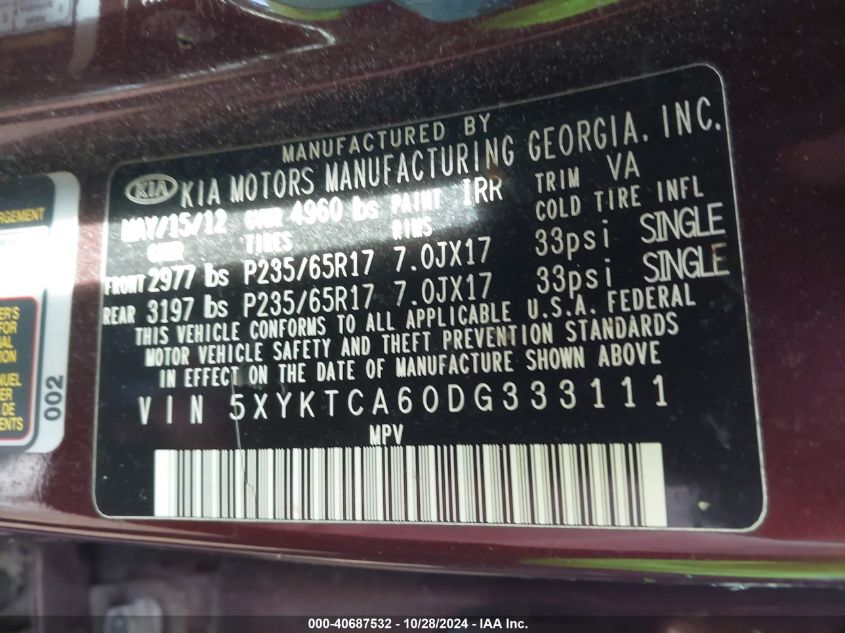 MANUFACTURED BY
KIA KIA MOTORS MANUFACTURING GEORGIA, INC.
MAY/15/12 GVWR 4960 lbs PAINT IRR TRIM VA
GAWR TIRES RIMS COLD TIRE INFL
FRONT 2977 lbs P235/65R17 7.0JX17 33psi SINGLE
REAR 3197 lbs P235/65R17 7.0JX17 33psi SINGLE
THIS VEHICLE CONFORMS TO ALL APPLICABLE U.S.A. FEDERAL
MOTOR VEHICLE SAFETY AND THEFT PREVENTION STANDARDS
IN EFFECT ON THE DATE OF MANUFACTURE SHOWN ABOVE
VIN 5XYKTCA60DG333111
MPV
002
000-40687532 - 10/28/2024 - IAA Inc.